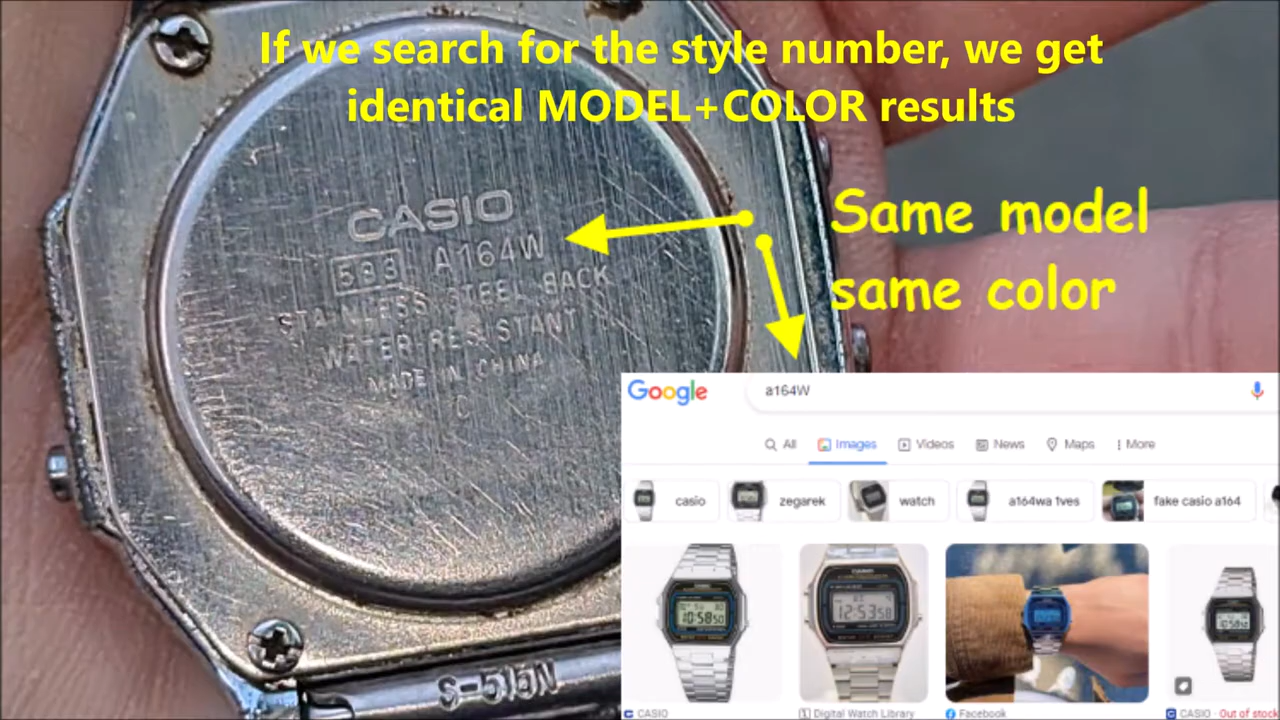 If we search for the style number, we get
identical MODEL+COLOR results
CASIO
593 A164W
STAINLESS STEEL BACK
WATER RESISTANT
MADE IN CHINA
C
S-515N
Same model
same color
Google
a164W
All Images Videos News Maps More
casio zegarek watch a164wa 1ves fake casio a164
CASIO Digital Watch Library Facebook CASIO · Out of stock